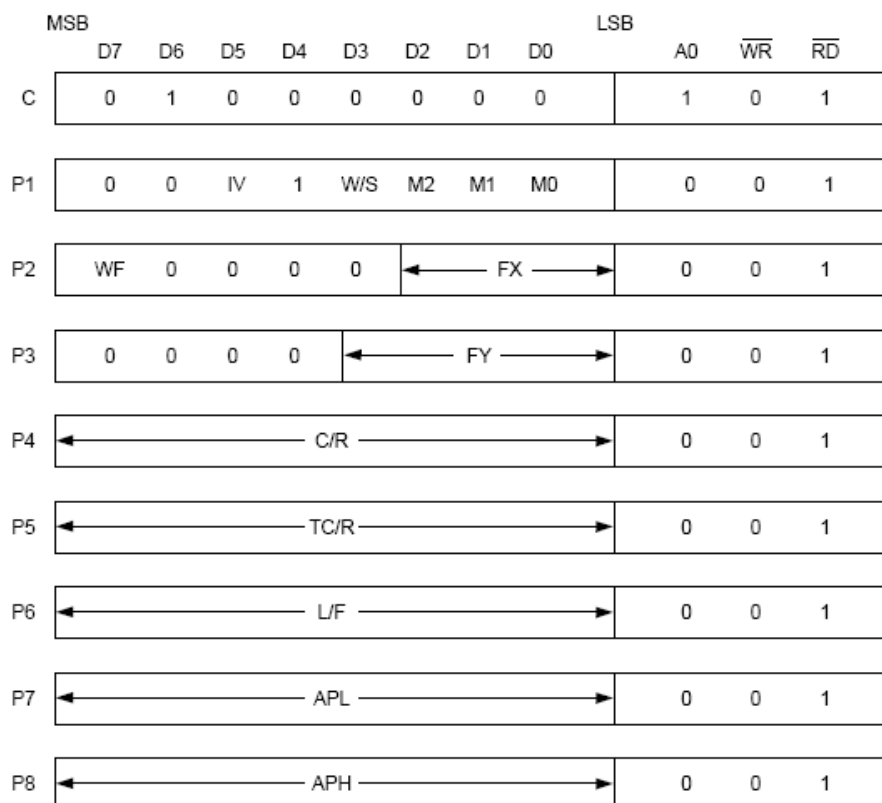 MSB LSB
D7 D6 D5 D4 D3 D2 D1 D0 A0 W̅R̅ R̅D̅
C 0 1 0 0 0 0 0 0 1 0 1
P1 0 0 IV 1 W/S M2 M1 M0 0 0 1
P2 WF 0 0 0 0 FX 0 0 1
P3 0 0 0 0 FY 0 0 1
P4 C/R 0 0 1
P5 TC/R 0 0 1
P6 L/F 0 0 1
P7 APL 0 0 1
P8 APH 0 0 1